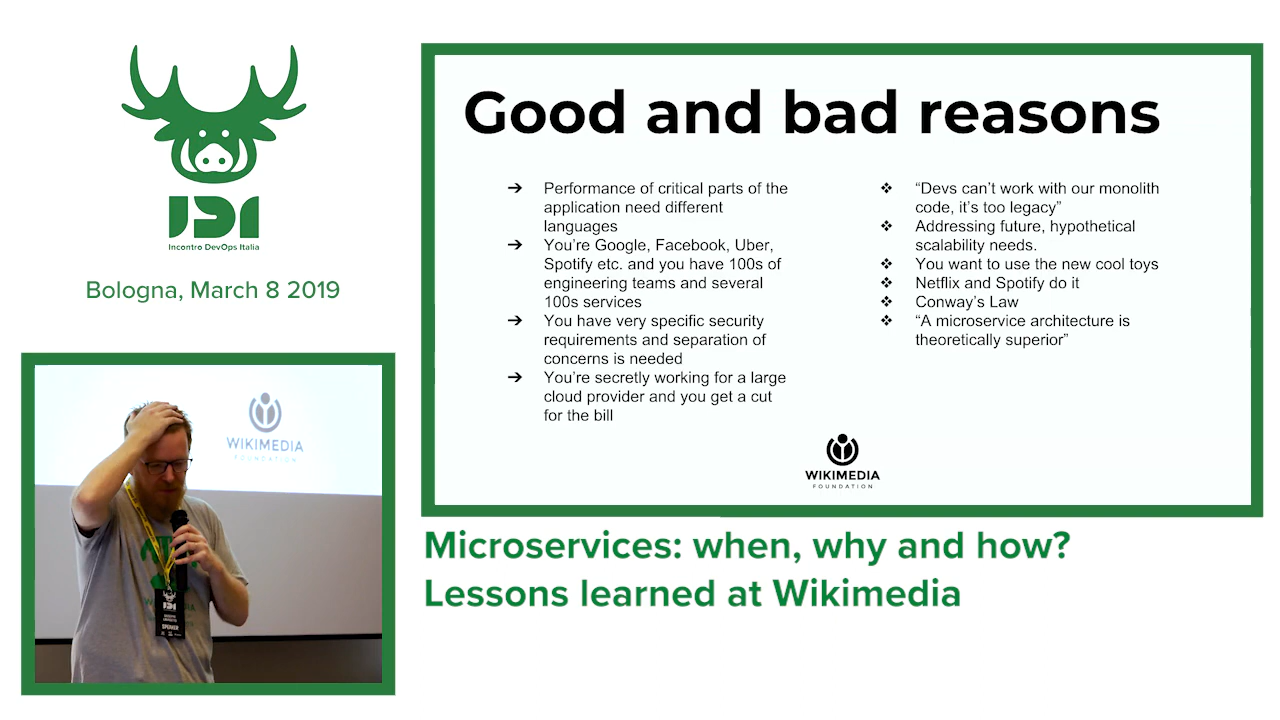 IDI
Incontro DevOps Italia
Bologna, March 8 2019
Good and bad reasons
➔ Performance of critical parts of the
application need different
languages
➔ You’re Google, Facebook, Uber,
Spotify etc. and you have 100s of
engineering teams and several
100s services
➔ You have very specific security
requirements and separation of
concerns is needed
➔ You’re secretly working for a large
cloud provider and you get a cut
for the bill
❖ “Devs can’t work with our monolith
code, it’s too legacy”
❖ Addressing future, hypothetical
scalability needs.
❖ You want to use the new cool toys
❖ Netflix and Spotify do it
❖ Conway’s Law
❖ “A microservice architecture is
theoretically superior”
WIKIMEDIA
FOUNDATION
WIKIMEDIA
FOUNDATION
IDI
SPEAKER
Microservices: when, why and how?
Lessons learned at Wikimedia